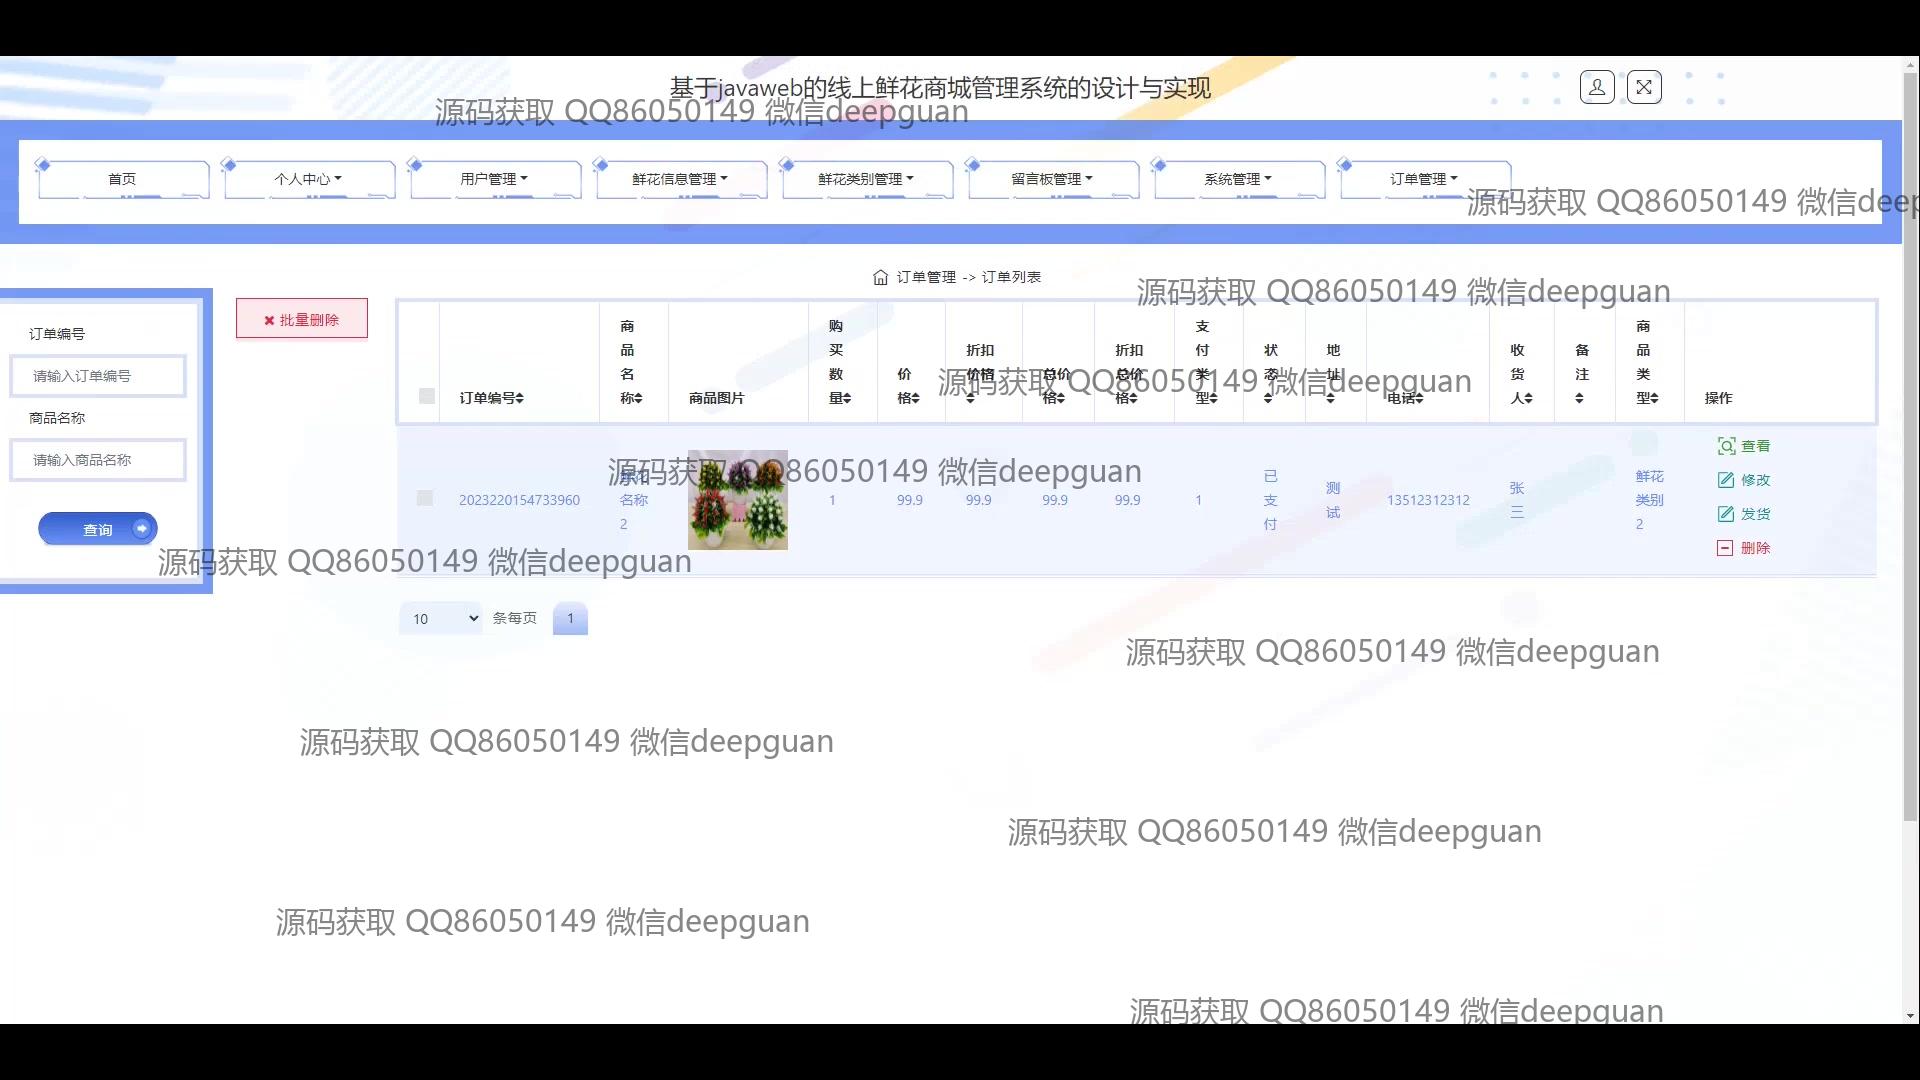 基于javaweb的线上鲜花商城管理系统的设计与实现
源码获取 QQ86050149 微信deepguan
首页
个人中心
用户管理
鲜花信息管理
鲜花类别管理
留言板管理
系统管理
订单管理
源码获取 QQ86050149 微信deep
订单管理 -> 订单列表
源码获取 QQ86050149 微信deepguan
订单编号
请输入订单编号
商品名称
请输入商品名称
查询
批量删除
订单编号
商品名称
商品图片
购买数量
价格
折扣价格
总价格
折扣总价格
支付类型
状态
地址
电话
收货人
备注
商品类型
操作
源码获取 QQ86050149 微信deepguan
2023220154733960
鲜花名称2
1
99.9
99.9
99.9
99.9
1
已支付
测试
13512312312
张三
鲜花类别2
查看
修改
发货
删除
源码获取 QQ86050149 微信deepguan
源码获取 QQ86050149 微信deepguan
10
条每页
1
源码获取 QQ86050149 微信deepguan
源码获取 QQ86050149 微信deepguan
源码获取 QQ86050149 微信deepguan
源码获取 QQ86050149 微信deepguan
源码获取 QQ86050149 微信deepguan